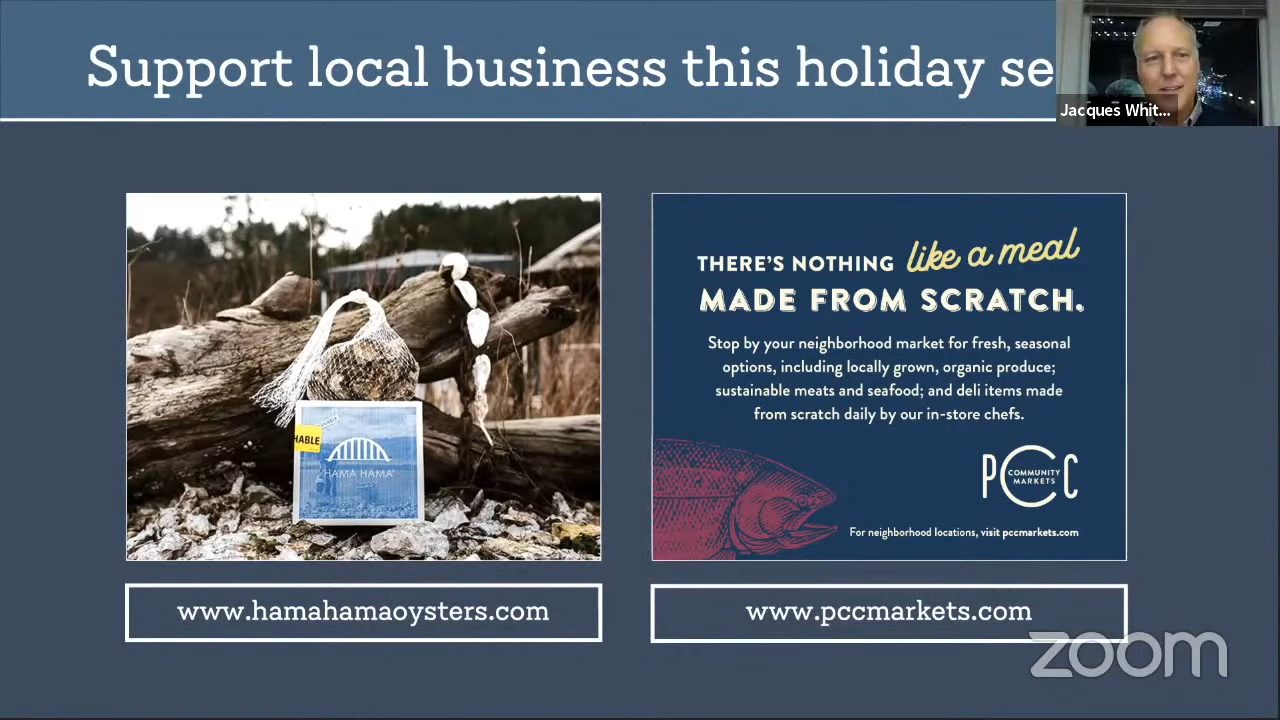 Support local business this holiday se
Jacques Whit...
THERE'S NOTHING like a meal
MADE FROM SCRATCH.
Stop by your neighborhood market for fresh, seasonal
options, including locally grown, organic produce;
sustainable meats and seafood; and deli items made
from scratch daily by our in-store chefs.
HABLE
HAMA HAMA
PCC
COMMUNITY
MARKETS
For neighborhood locations, visit pccmarkets.com
www.hamahamaoysters.com
www.pccmarkets.com
zoom